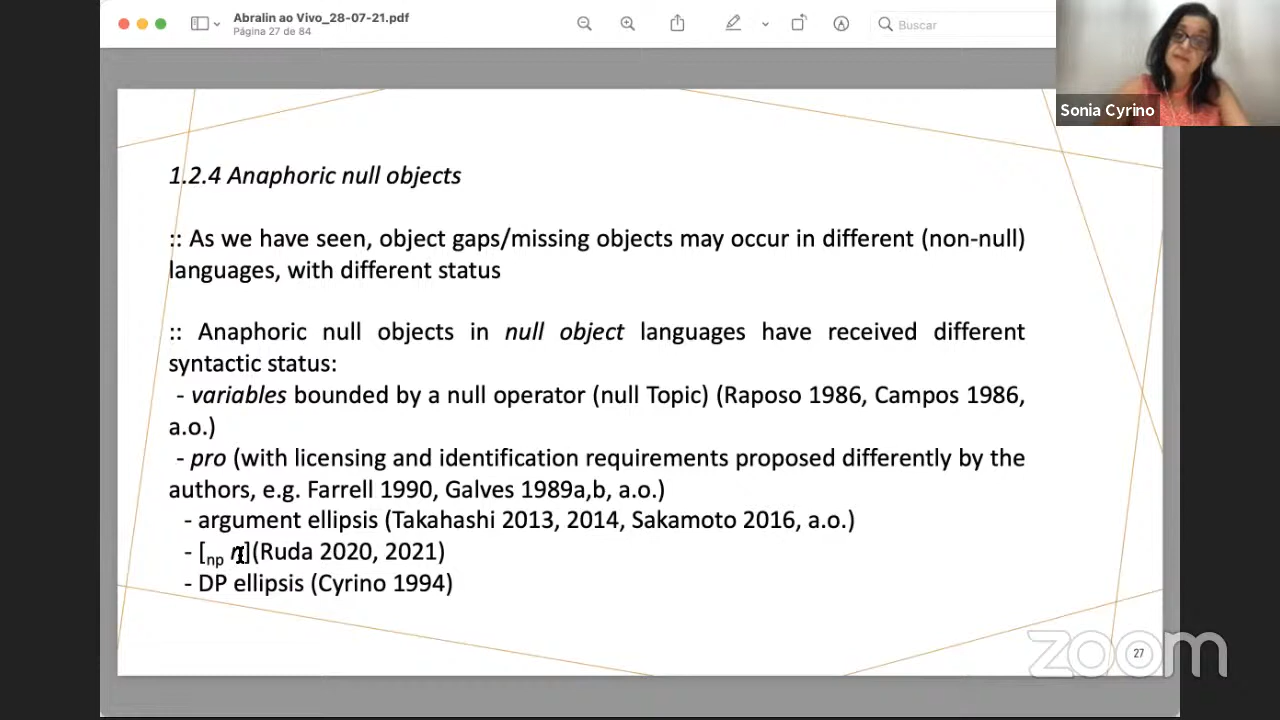 Abralin ao Vivo_28-07-21.pdf
Página 27 de 84
Buscar
Sonia Cyrino
1.2.4 Anaphoric null objects
:: As we have seen, object gaps/missing objects may occur in different (non-null)
languages, with different status
:: Anaphoric null objects in null object languages have received different
syntactic status:
- variables bounded by a null operator (null Topic) (Raposo 1986, Campos 1986,
a.o.)
- pro (with licensing and identification requirements proposed differently by the
authors, e.g. Farrell 1990, Galves 1989a,b, a.o.)
- argument ellipsis (Takahashi 2013, 2014, Sakamoto 2016, a.o.)
- [np n](Ruda 2020, 2021)
- DP ellipsis (Cyrino 1994)
zoom
27